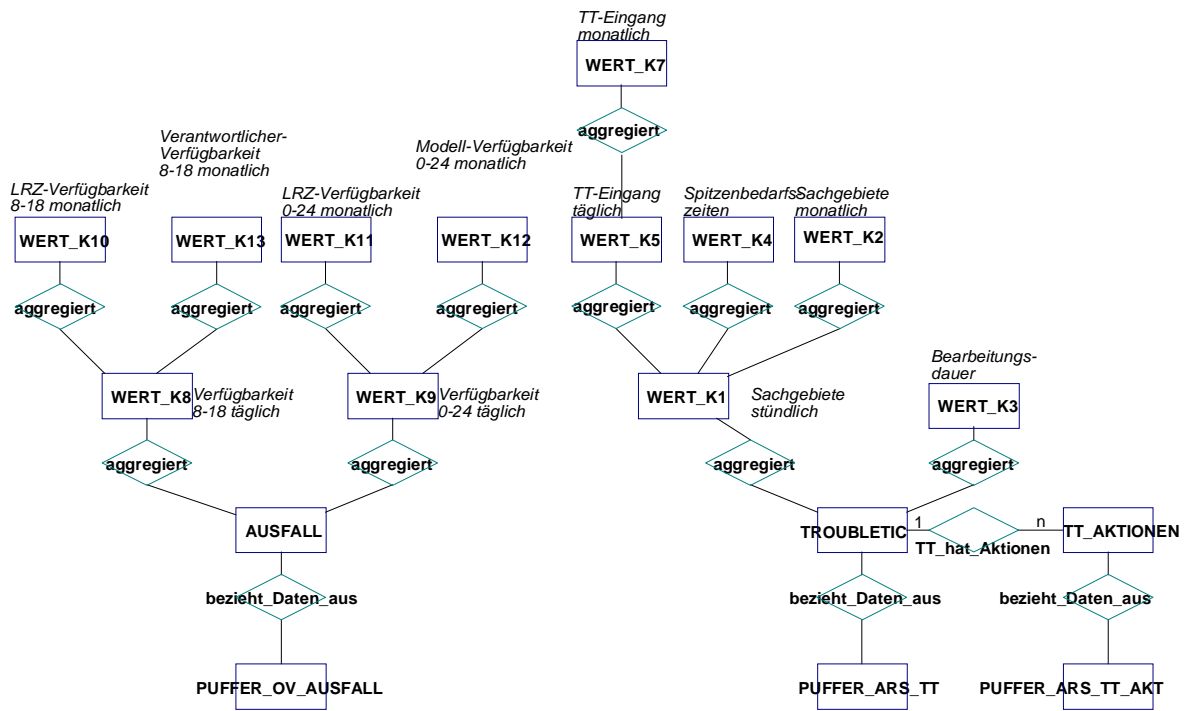 TT-Eingang
monatlich
WERT_K7
aggregiert
Verantwortlicher-
Verfügbarkeit
8-18 monatlich
Modell-Verfügbarkeit
0-24 monatlich
LRZ-Verfügbarkeit
8-18 monatlich
LRZ-Verfügbarkeit
0-24 monatlich
TT-Eingang
täglich
Spitzenbedarfs-
zeiten
Sachgebiete
monatlich
WERT_K10
WERT_K13
WERT_K11
WERT_K12
WERT_K5
WERT_K4
WERT_K2
aggregiert
aggregiert
aggregiert
aggregiert
aggregiert
aggregiert
aggregiert
WERT_K8
Verfügbarkeit
8-18 täglich
WERT_K9
Verfügbarkeit
0-24 täglich
WERT_K1
Sachgebiete
stündlich
Bearbeitungs-
dauer
WERT_K3
aggregiert
aggregiert
aggregiert
aggregiert
AUSFALL
TROUBLETIC
1
n
TT_hat_Aktionen
TT_AKTIONEN
bezieht_Daten_aus
bezieht_Daten_aus
bezieht_Daten_aus
PUFFER_OV_AUSFALL
PUFFER_ARS_TT
PUFFER_ARS_TT_AKT